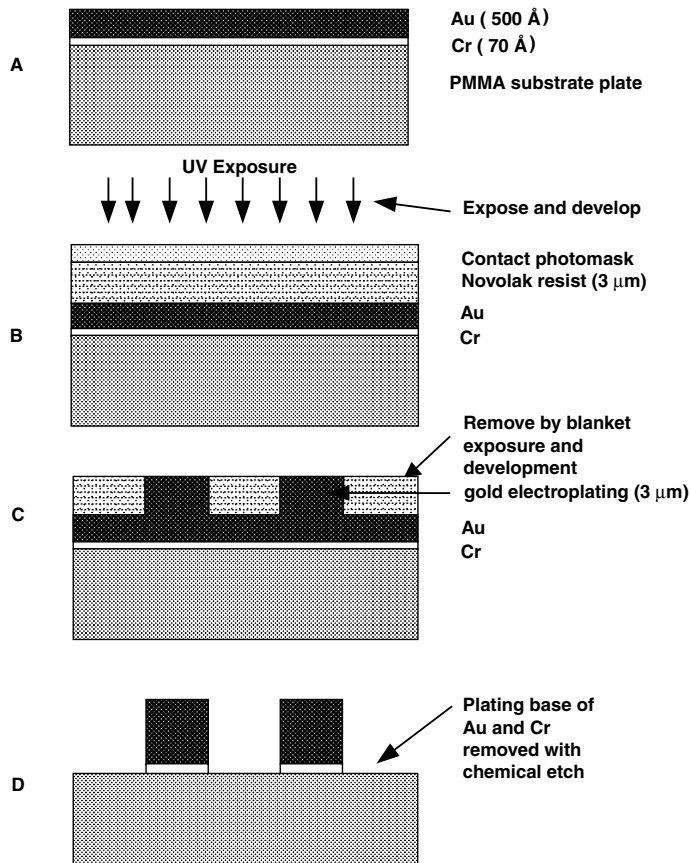 Au ( 500 Å)
Cr ( 70 Å)
A
PMMA substrate plate
UV Exposure
Expose and develop
Contact photomask
Novolak resist (3 μm)
Au
B
Cr
Remove by blanket
exposure and
development
gold electroplating (3 μm)
C
Au
Cr
Plating base of
Au and Cr
removed with
chemical etch
D